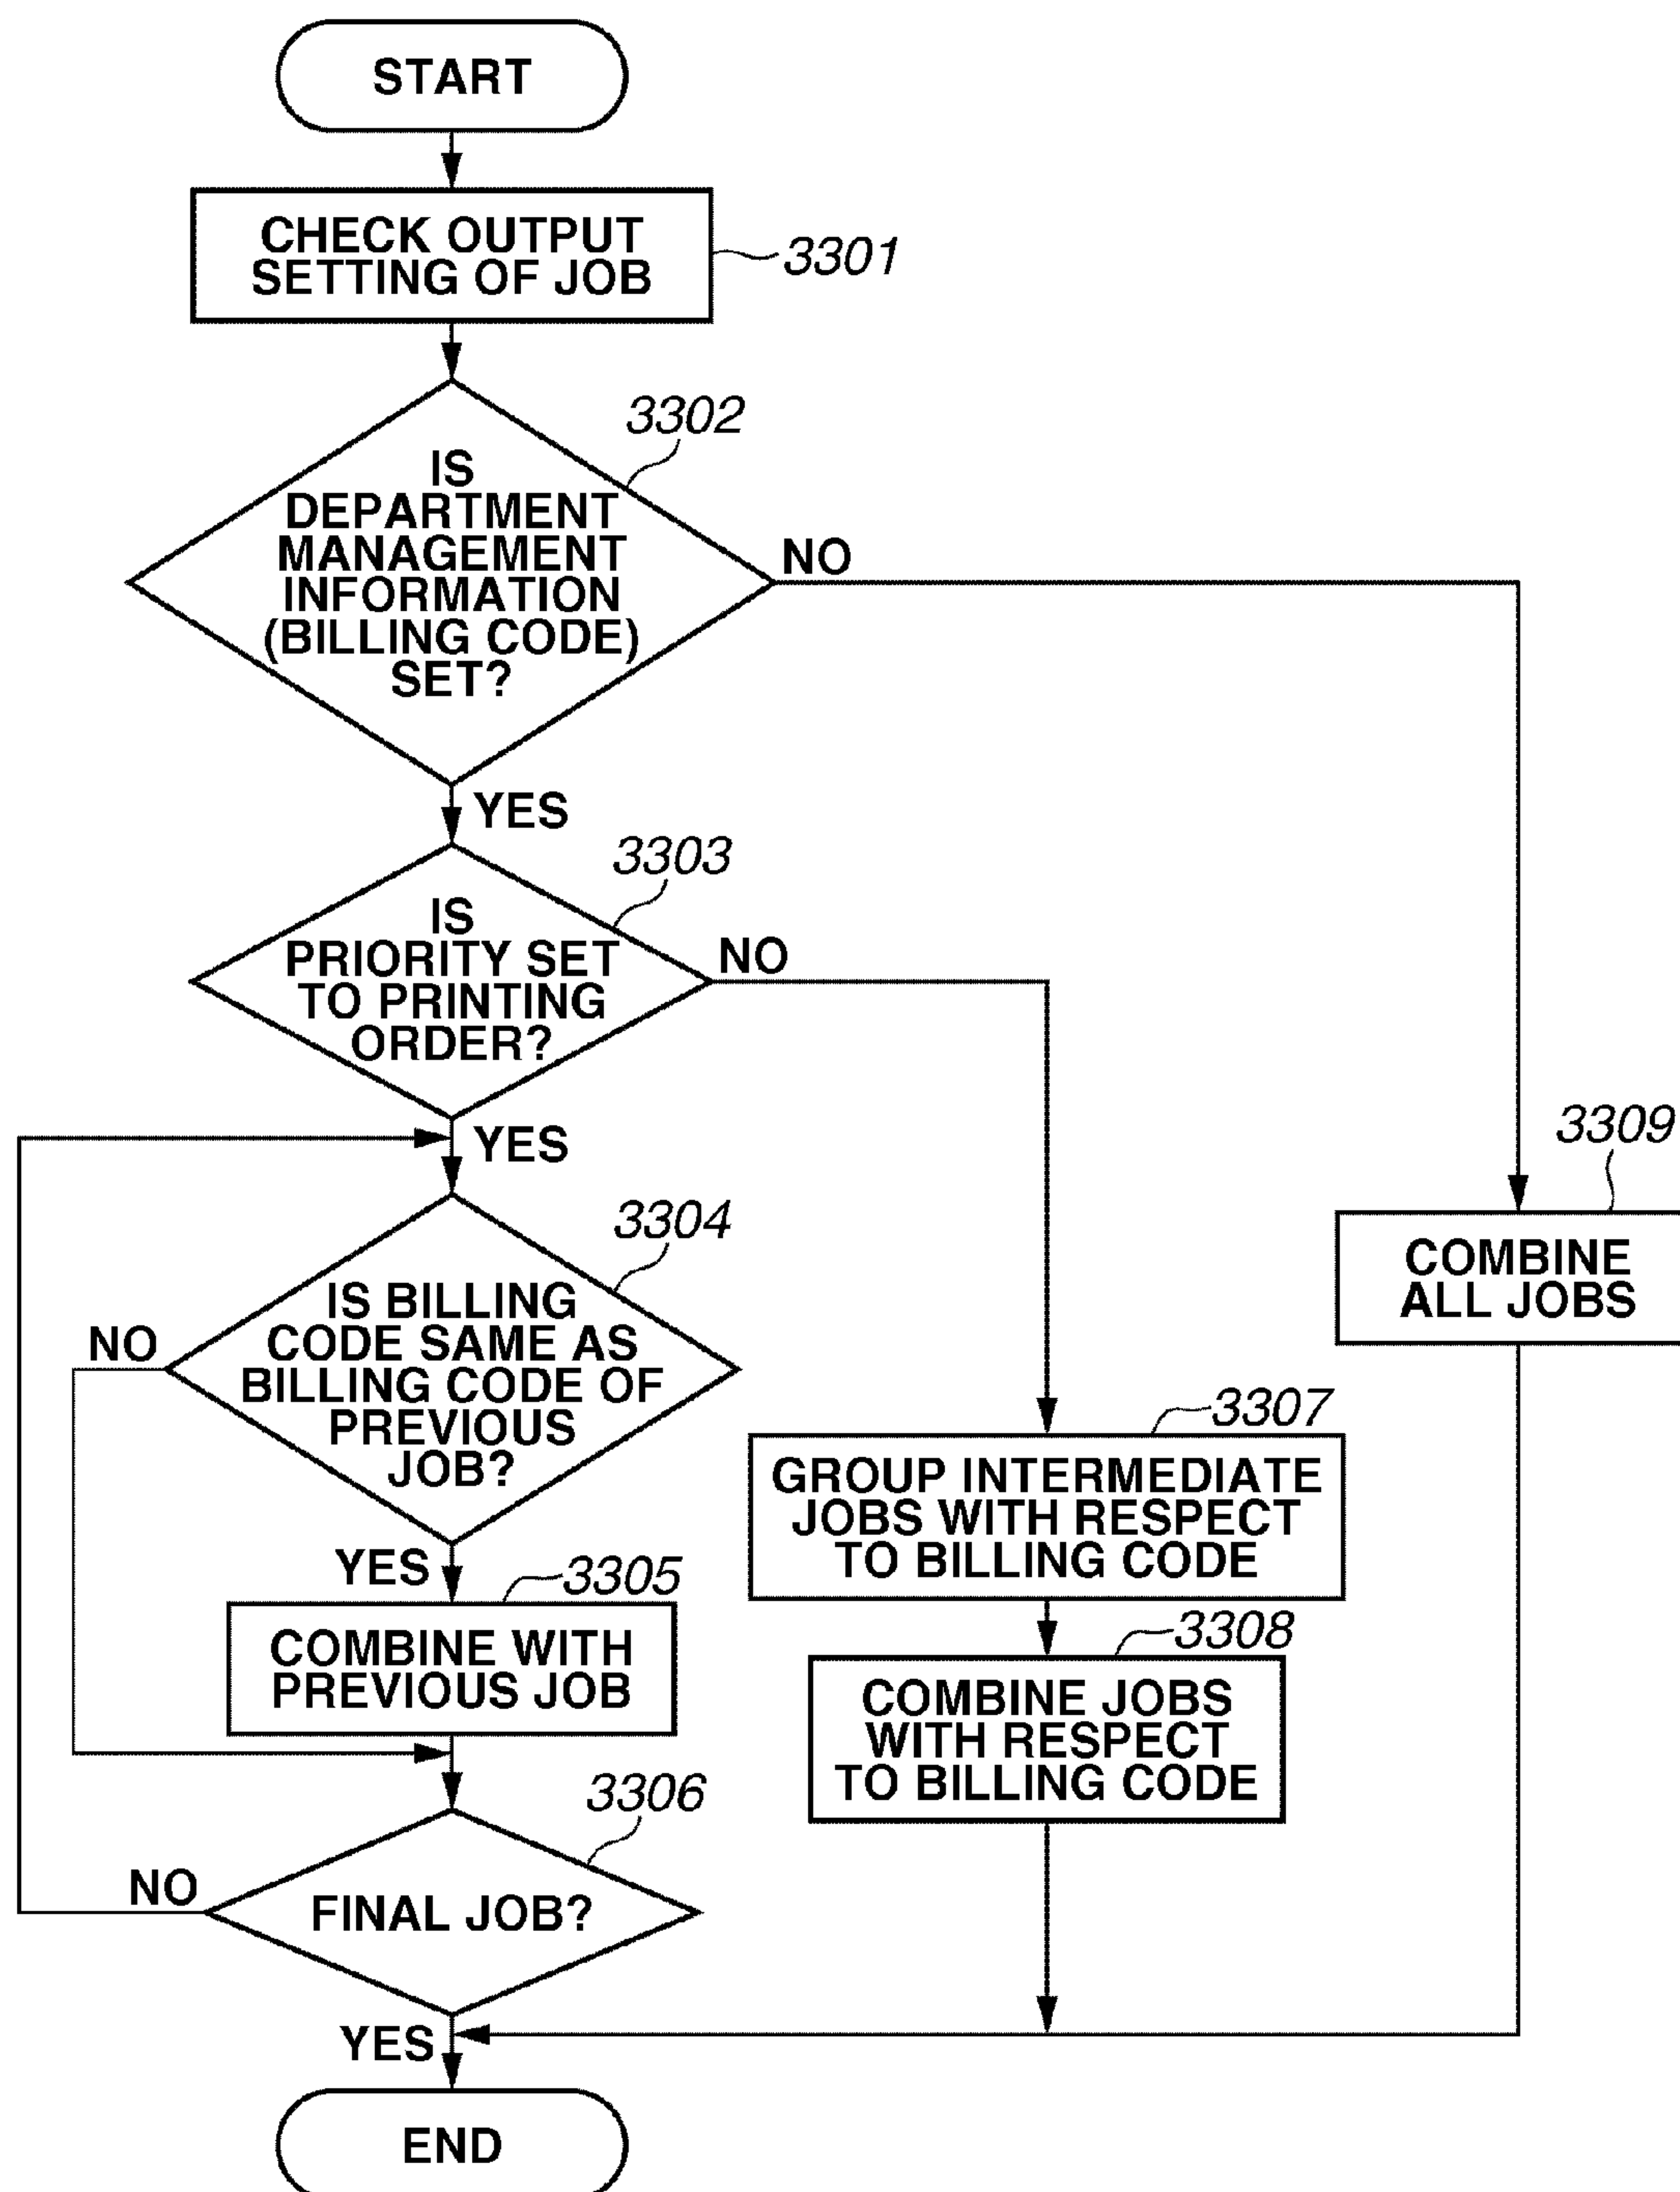 START
CHECK OUTPUT
SETTING OF JOB
3301
3302
IS
DEPARTMENT
MANAGEMENT
INFORMATION
(BILLING CODE)
SET?
NO
YES
3303
IS
PRIORITY SET
TO PRINTING
ORDER?
NO
YES
3304
IS BILLING
CODE SAME AS
BILLING CODE OF
PREVIOUS
JOB?
NO
YES
3305
COMBINE WITH
PREVIOUS JOB
3306
FINAL JOB?
NO
YES
3307
GROUP INTERMEDIATE
JOBS WITH RESPECT
TO BILLING CODE
3308
COMBINE JOBS
WITH RESPECT
TO BILLING CODE
3309
COMBINE
ALL JOBS
END